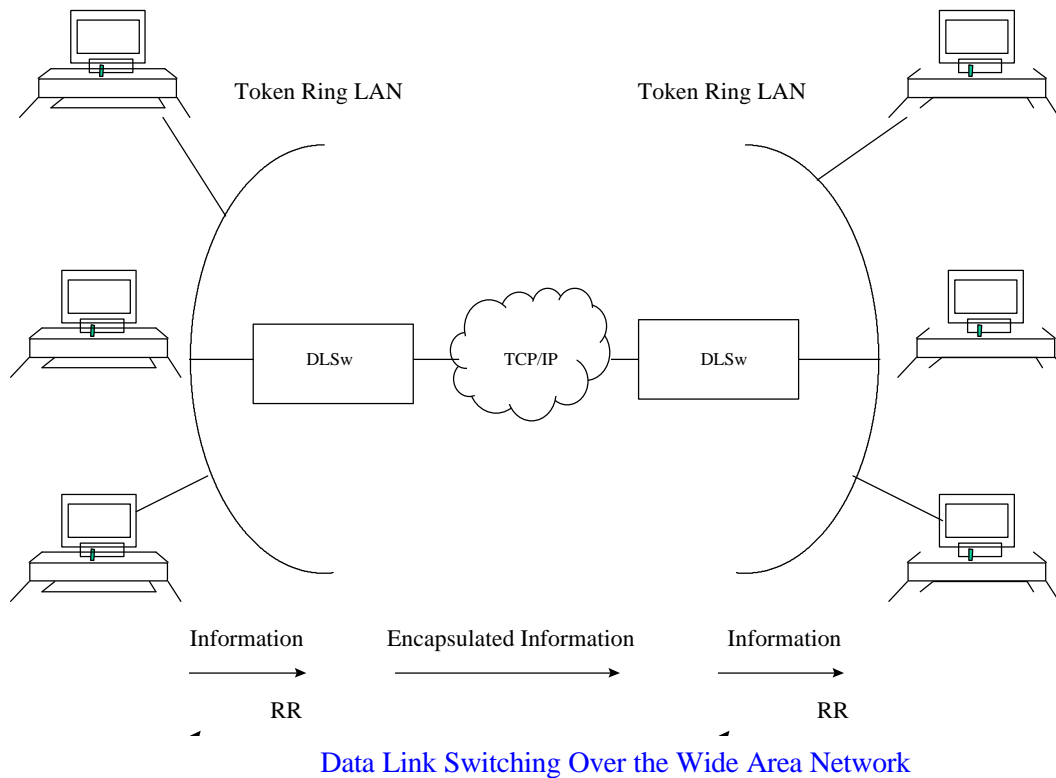 Token Ring LAN
Token Ring LAN
DLSw
TCP/IP
DLSw
Information
Encapsulated Information
Information
RR
RR
Data Link Switching Over the Wide Area Network